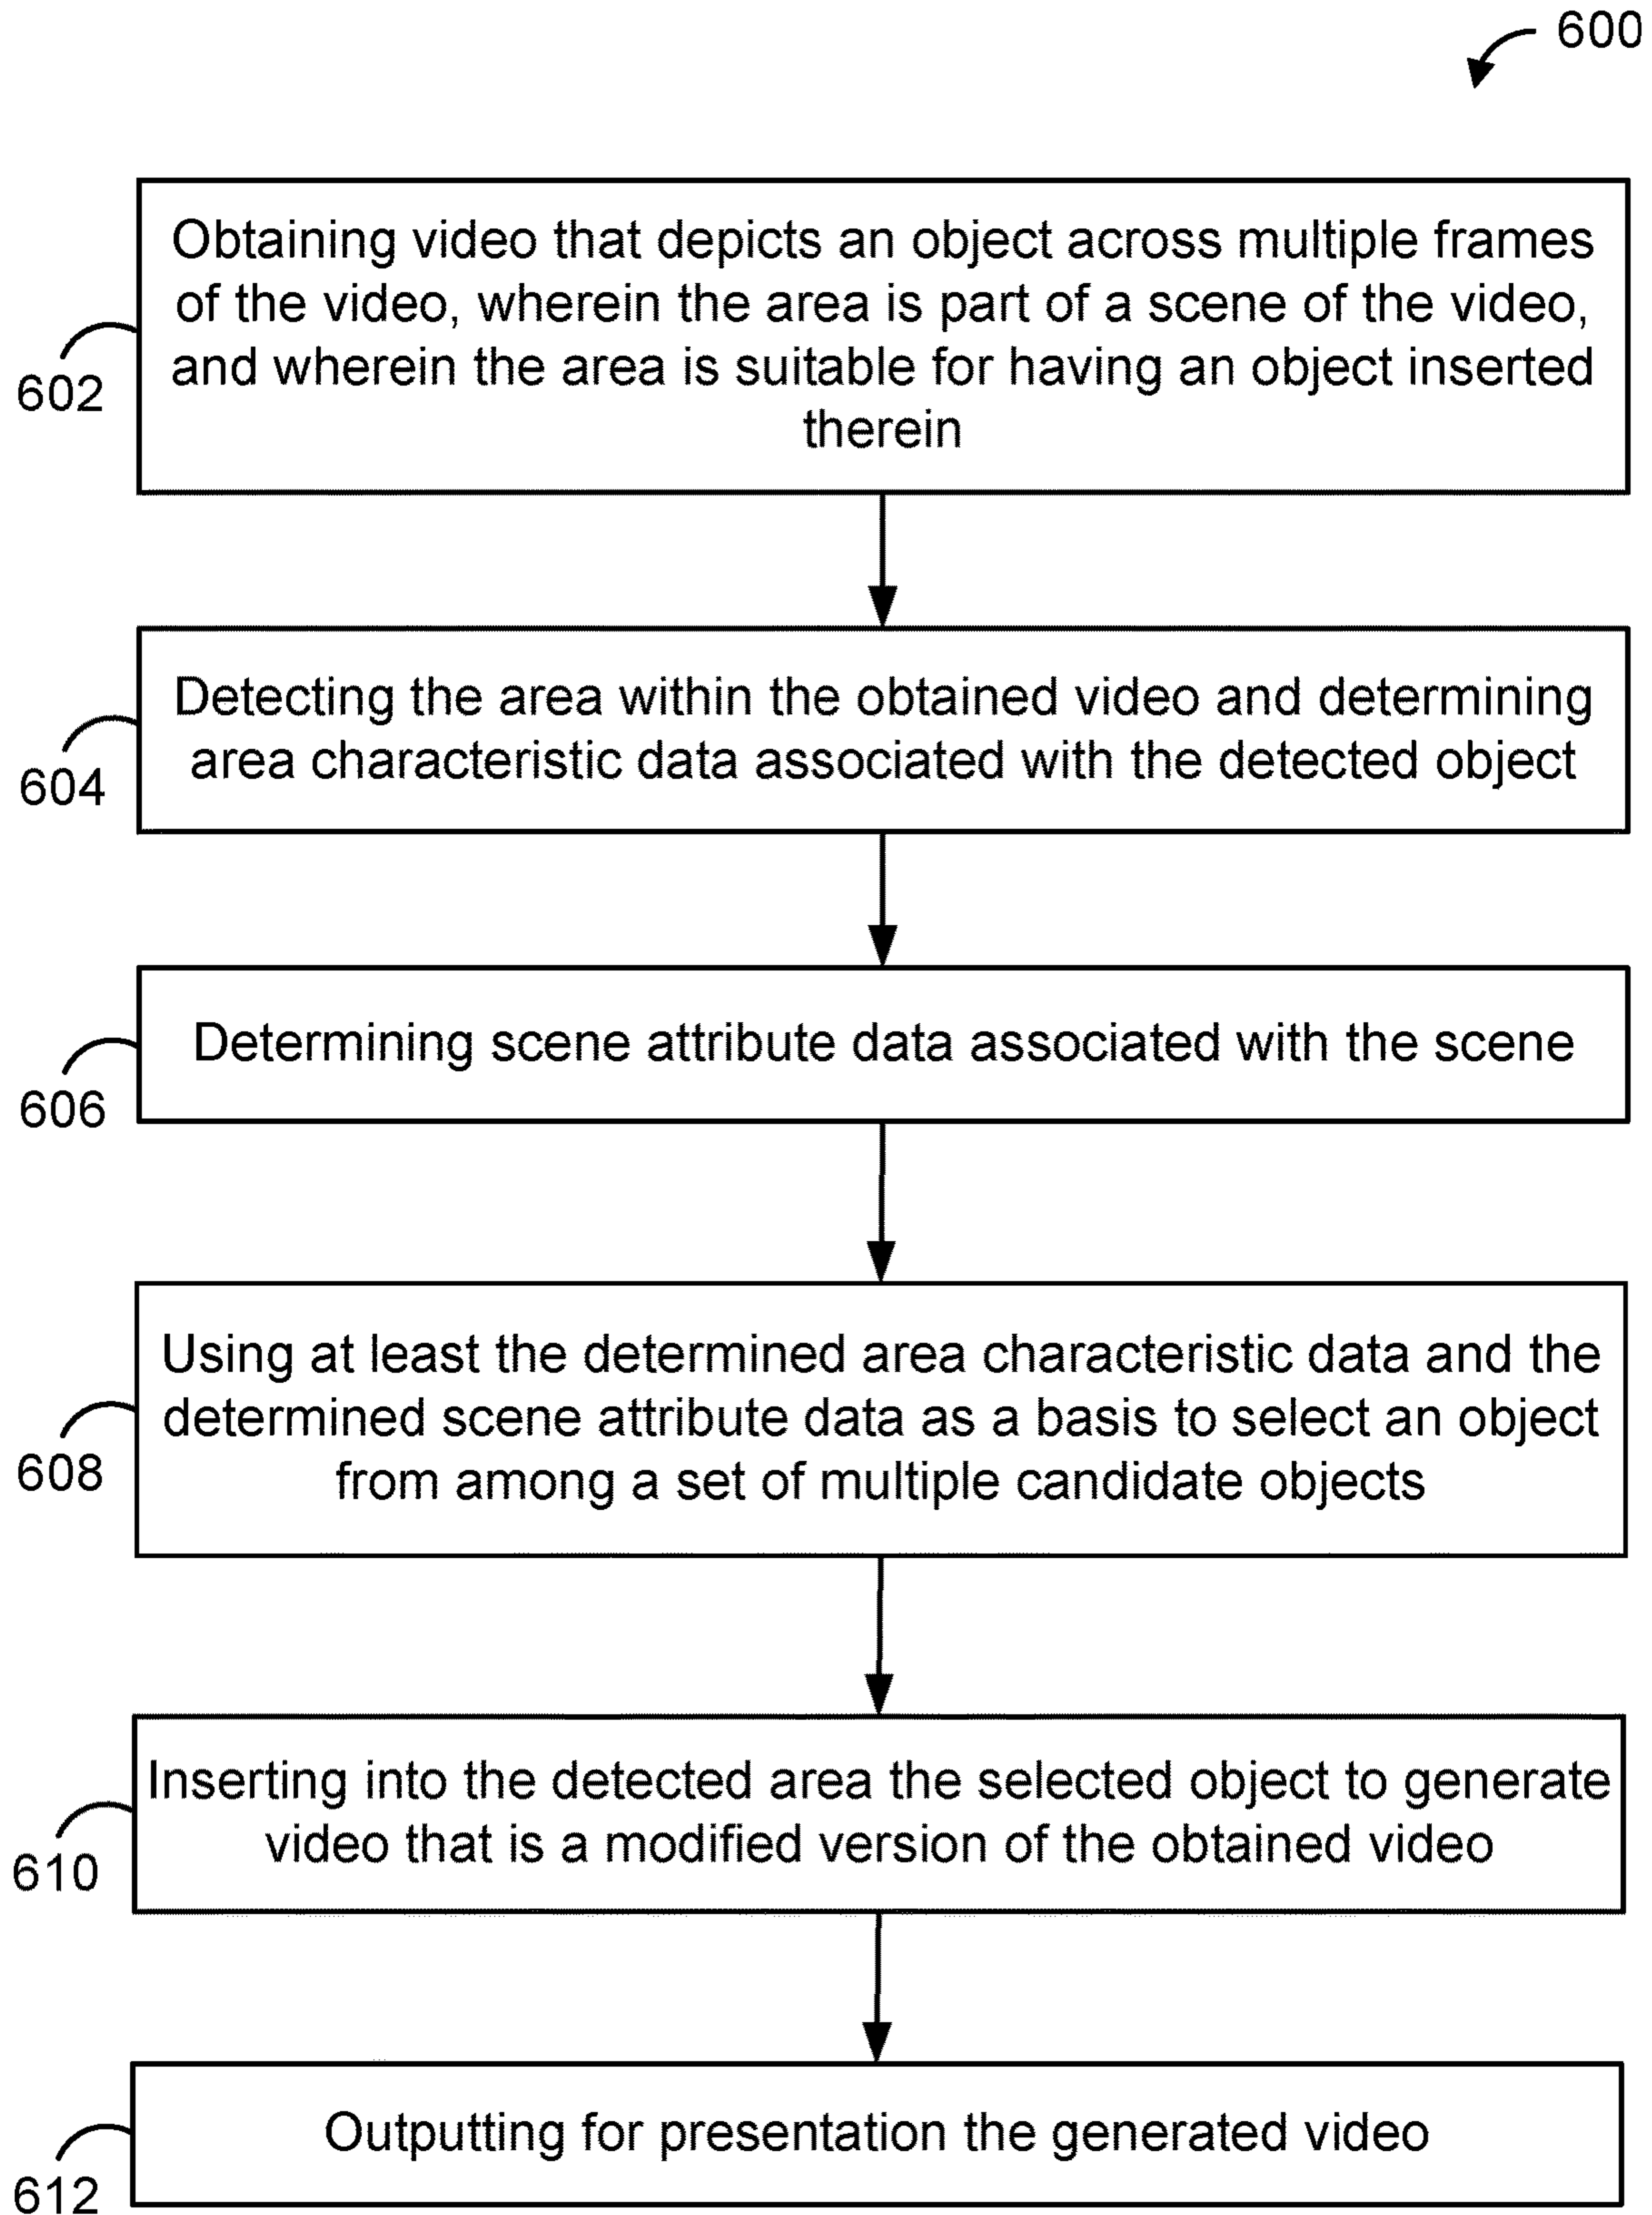 600
Obtaining video that depicts an object across multiple frames
of the video, wherein the area is part of a scene of the video,
and wherein the area is suitable for having an object inserted
therein
602
Detecting the area within the obtained video and determining
area characteristic data associated with the detected object
604
Determining scene attribute data associated with the scene
606
Using at least the determined area characteristic data and the
determined scene attribute data as a basis to select an object
from among a set of multiple candidate objects
608
Inserting into the detected area the selected object to generate
video that is a modified version of the obtained video
610
Outputting for presentation the generated video
612